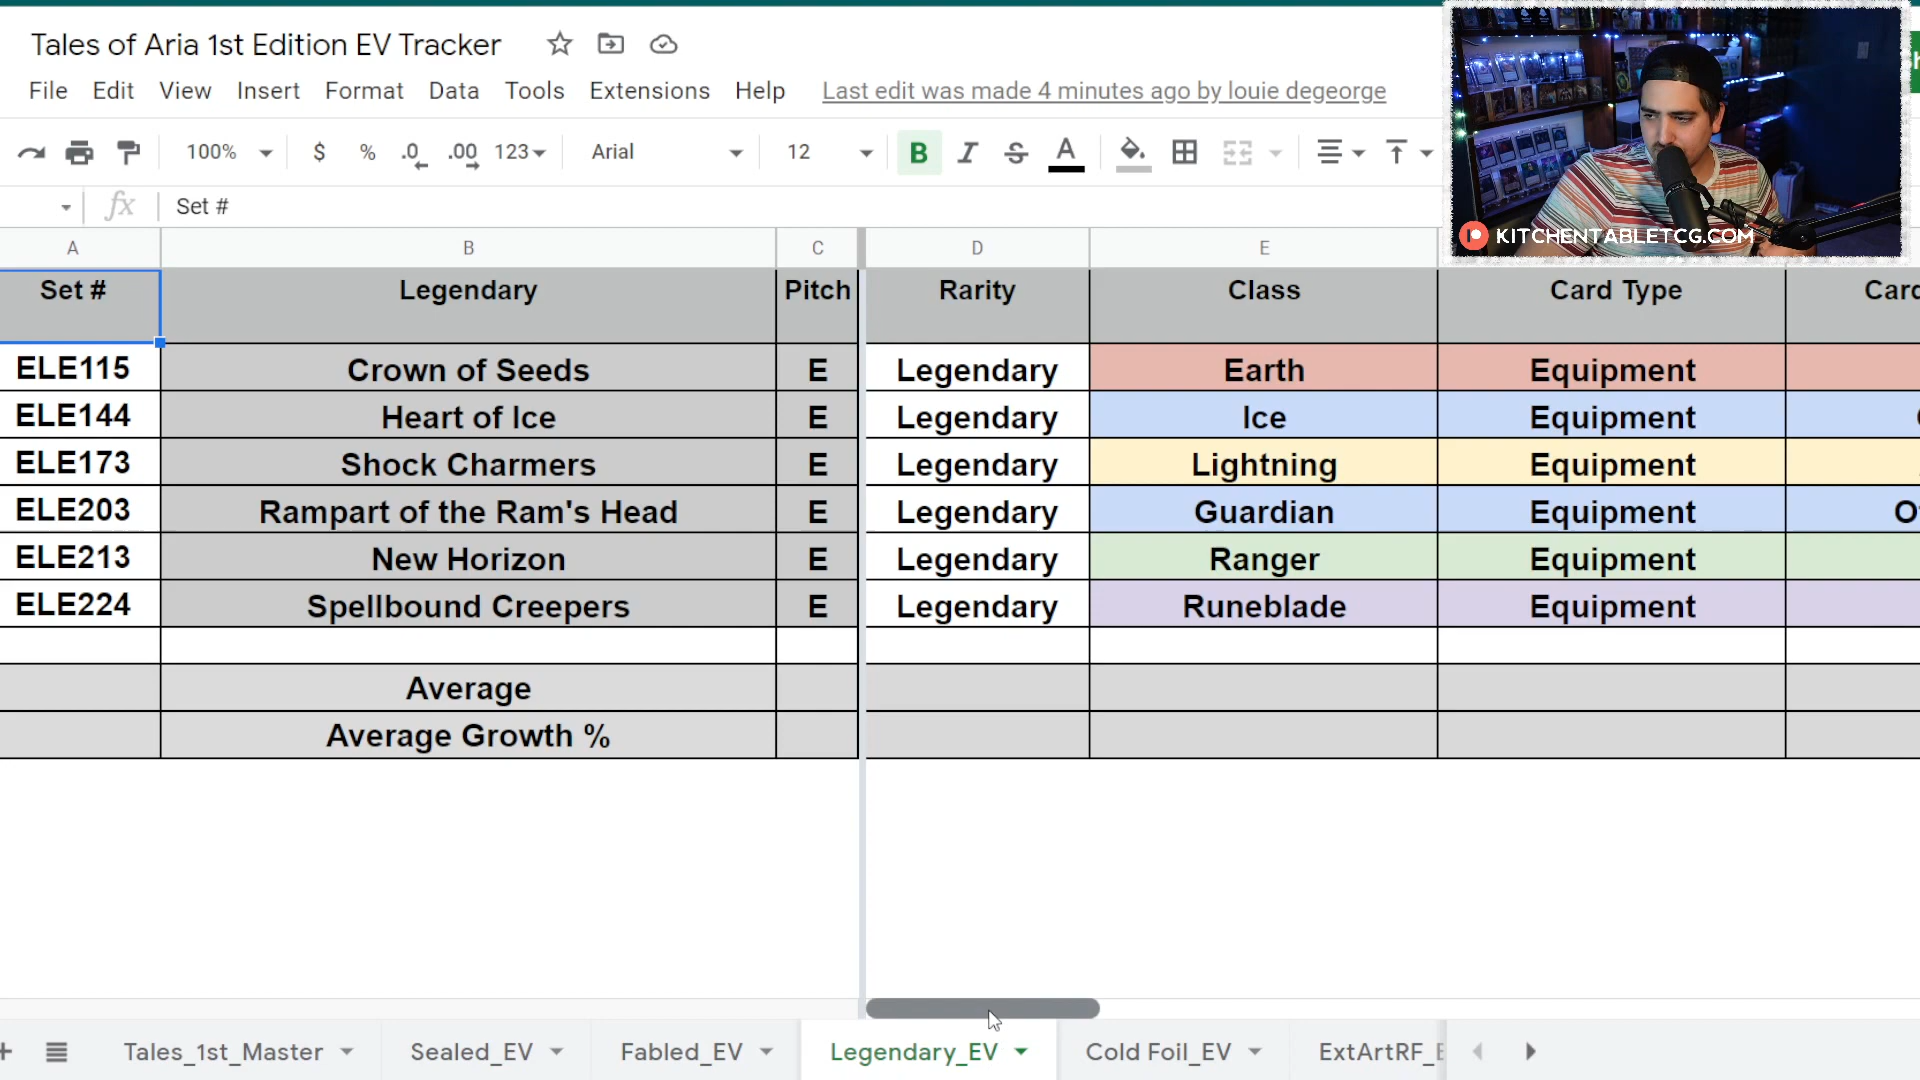 Tales of Aria 1st Edition EV Tracker
File Edit View Insert Format Data Tools Extensions Help Last edit was made 4 minutes ago by louie degeorge
100% $ % .0 .00 123 Arial 12 B I S A
fx Set #
KITCHENTABLETCG.COM
A B C D E
Set # Legendary Pitch Rarity Class Card Type Card
ELE115 Crown of Seeds E Legendary Earth Equipment
ELE144 Heart of Ice E Legendary Ice Equipment
ELE173 Shock Charmers E Legendary Lightning Equipment
ELE203 Rampart of the Ram's Head E Legendary Guardian Equipment
ELE213 New Horizon E Legendary Ranger Equipment
ELE224 Spellbound Creepers E Legendary Runeblade Equipment
Average
Average Growth %
Tales_1st_Master Sealed_EV Fabled_EV Legendary_EV Cold Foil_EV ExtArtRF_E